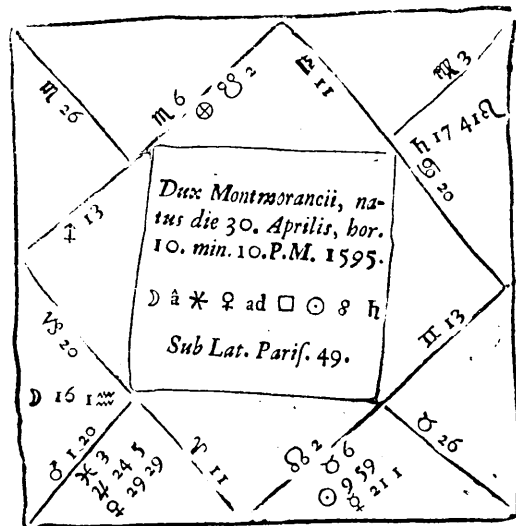 ♏ 26
♏ 6
⊕ ☋ 2
♎ 11
♍ 3
♄ 17 41 ♌
♋ 20
♐ 13
♑ 20
☽ 16 1 ♒
♂ 1.20
♓ 3
♃ 24 5
♀ 29 29
♈ 11
☊ 2
♉ 6
☉ 9 59
☿ 21 1
♉ 26
♊ 13
Dux Montmorancii, na-
tus die 30. Aprilis, hor.
10. min. 10. P.M. 1595.
☽ â ⚹ ♀ ad □ ☉ ☍ ♄
Sub Lat. Pariſ. 49.